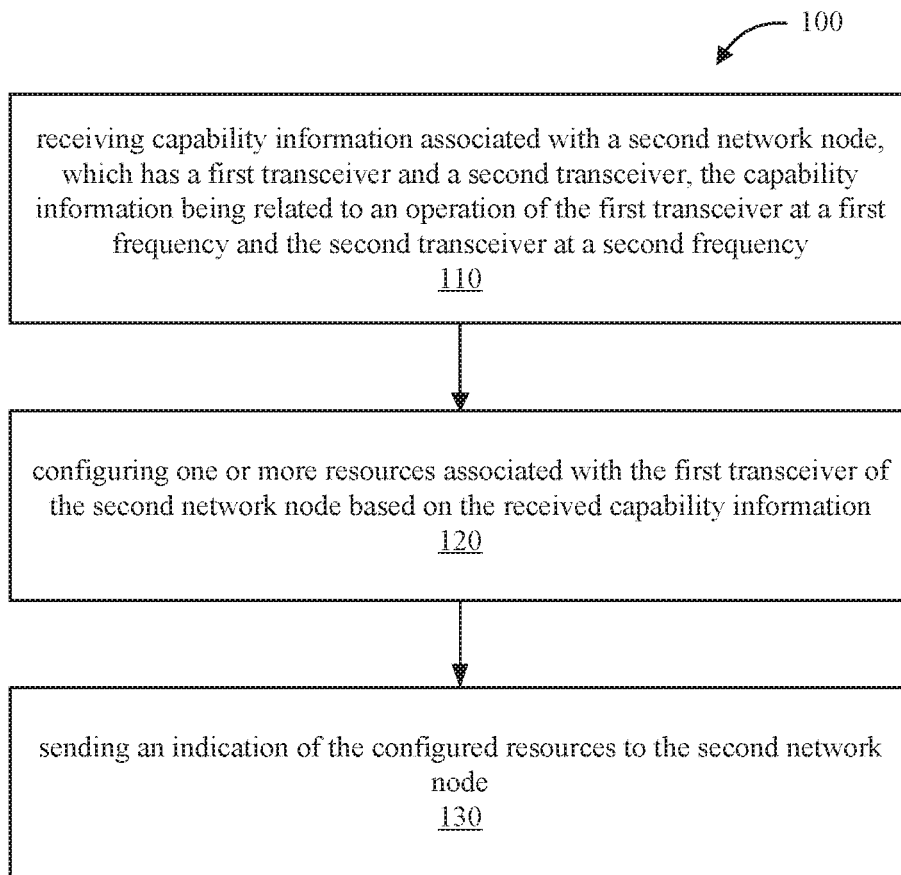 100
receiving capability information associated with a second network node,
which has a first transceiver and a second transceiver, the capability
information being related to an operation of the first transceiver at a first
frequency and the second transceiver at a second frequency
110
configuring one or more resources associated with the first transceiver of
the second network node based on the received capability information
120
sending an indication of the configured resources to the second network
node
130